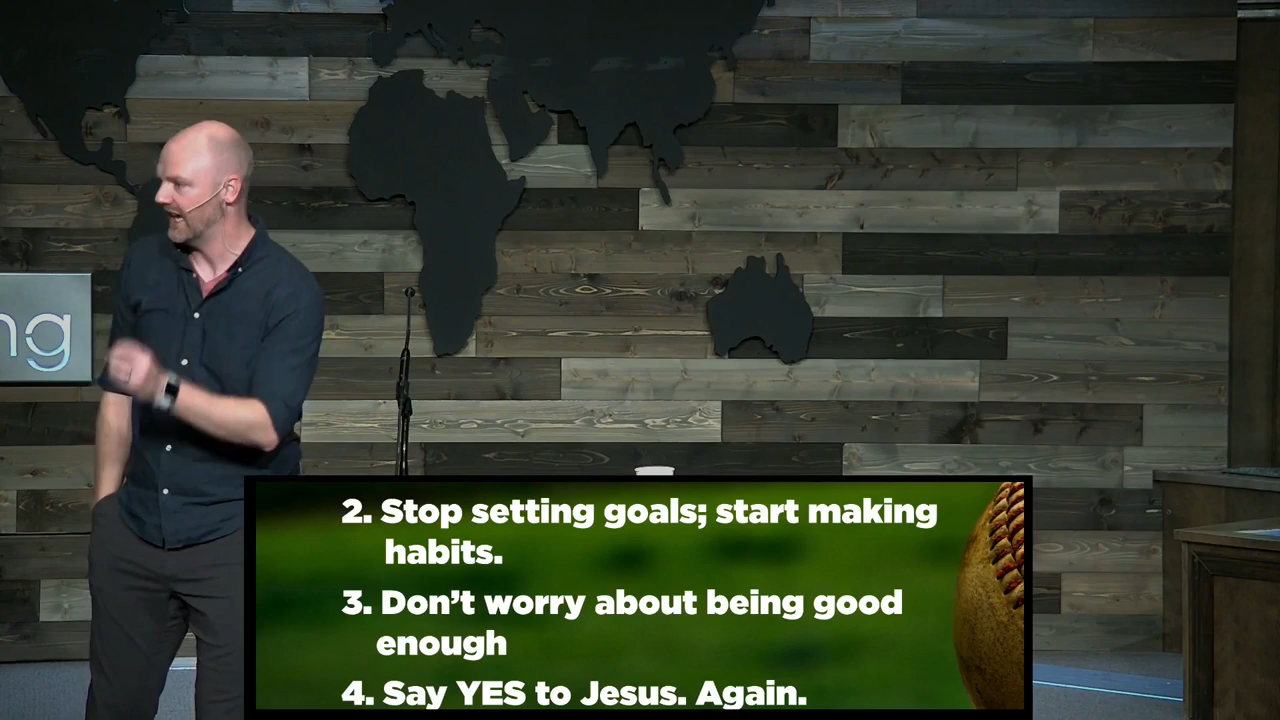 ng
2. Stop setting goals; start making
habits.
3. Don’t worry about being good
enough
4. Say YES to Jesus. Again.